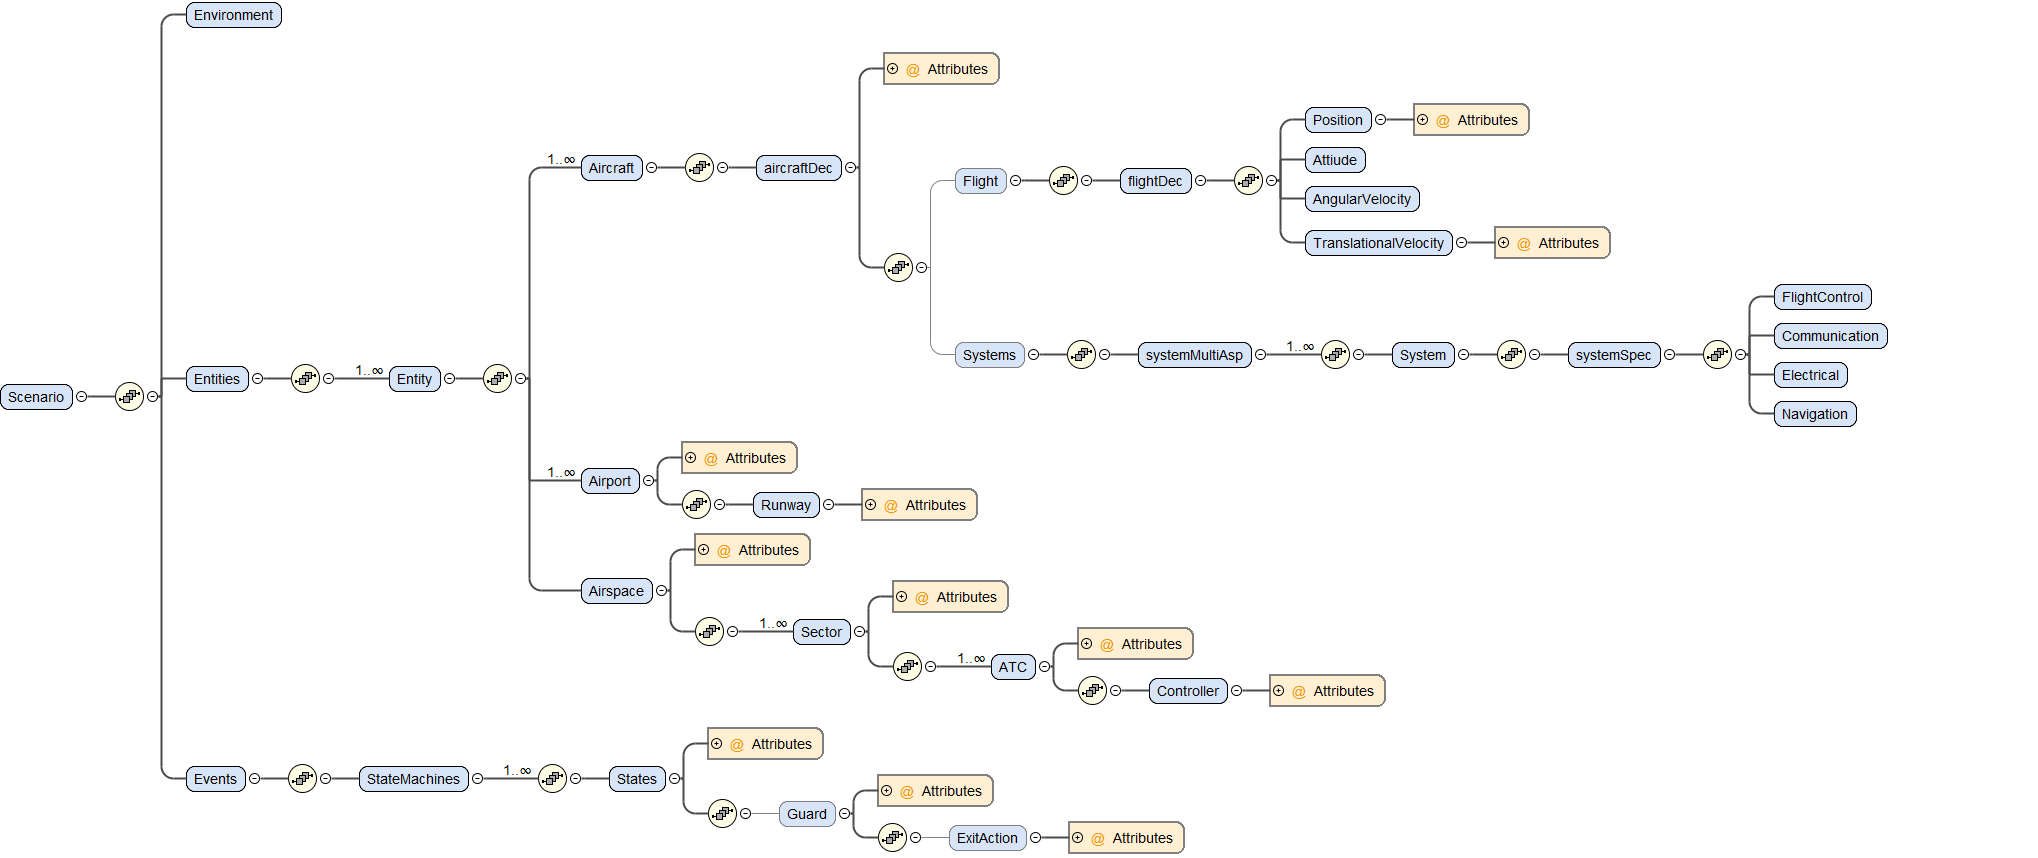 Environment
@ Attributes
Position
@ Attributes
1..∞
Aircraft
aircraftDec
Attiude
Flight
flightDec
AngularVelocity
TranslationalVelocity
@ Attributes
FlightControl
Communication
1..∞
Systems
systemMultiAsp
System
systemSpec
Electrical
Navigation
Scenario
Entities
1..∞
Entity
@ Attributes
1..∞
Airport
Runway
@ Attributes
@ Attributes
Airspace
@ Attributes
1..∞
Sector
@ Attributes
1..∞
ATC
Controller
@ Attributes
@ Attributes
Events
StateMachines
1..∞
States
@ Attributes
Guard
ExitAction
@ Attributes